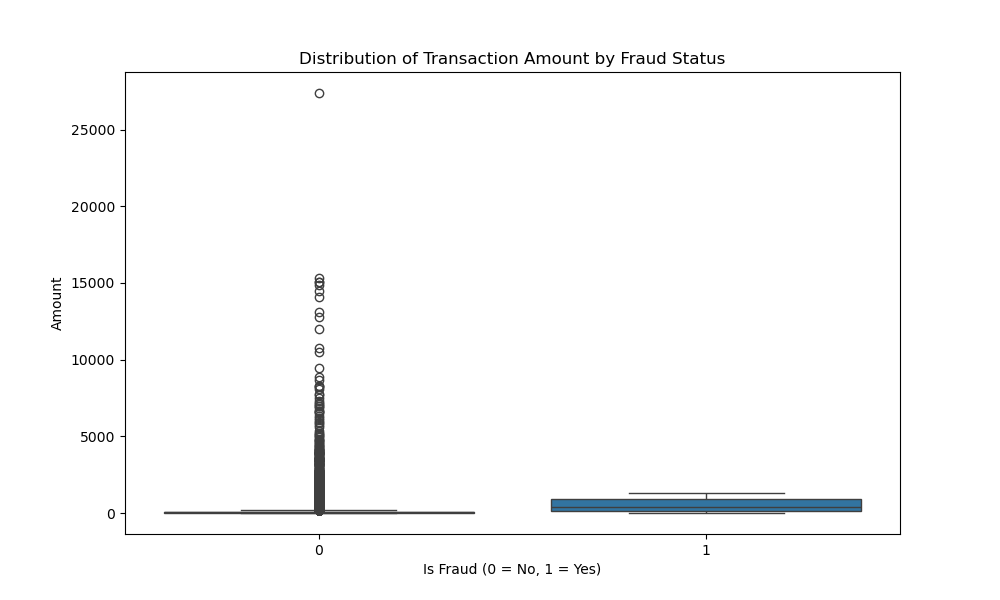 Distribution of Transaction Amount by Fraud Status
25000
20000
15000
10000
5000
0
Amount
0
1
Is Fraud (0 = No, 1 = Yes)